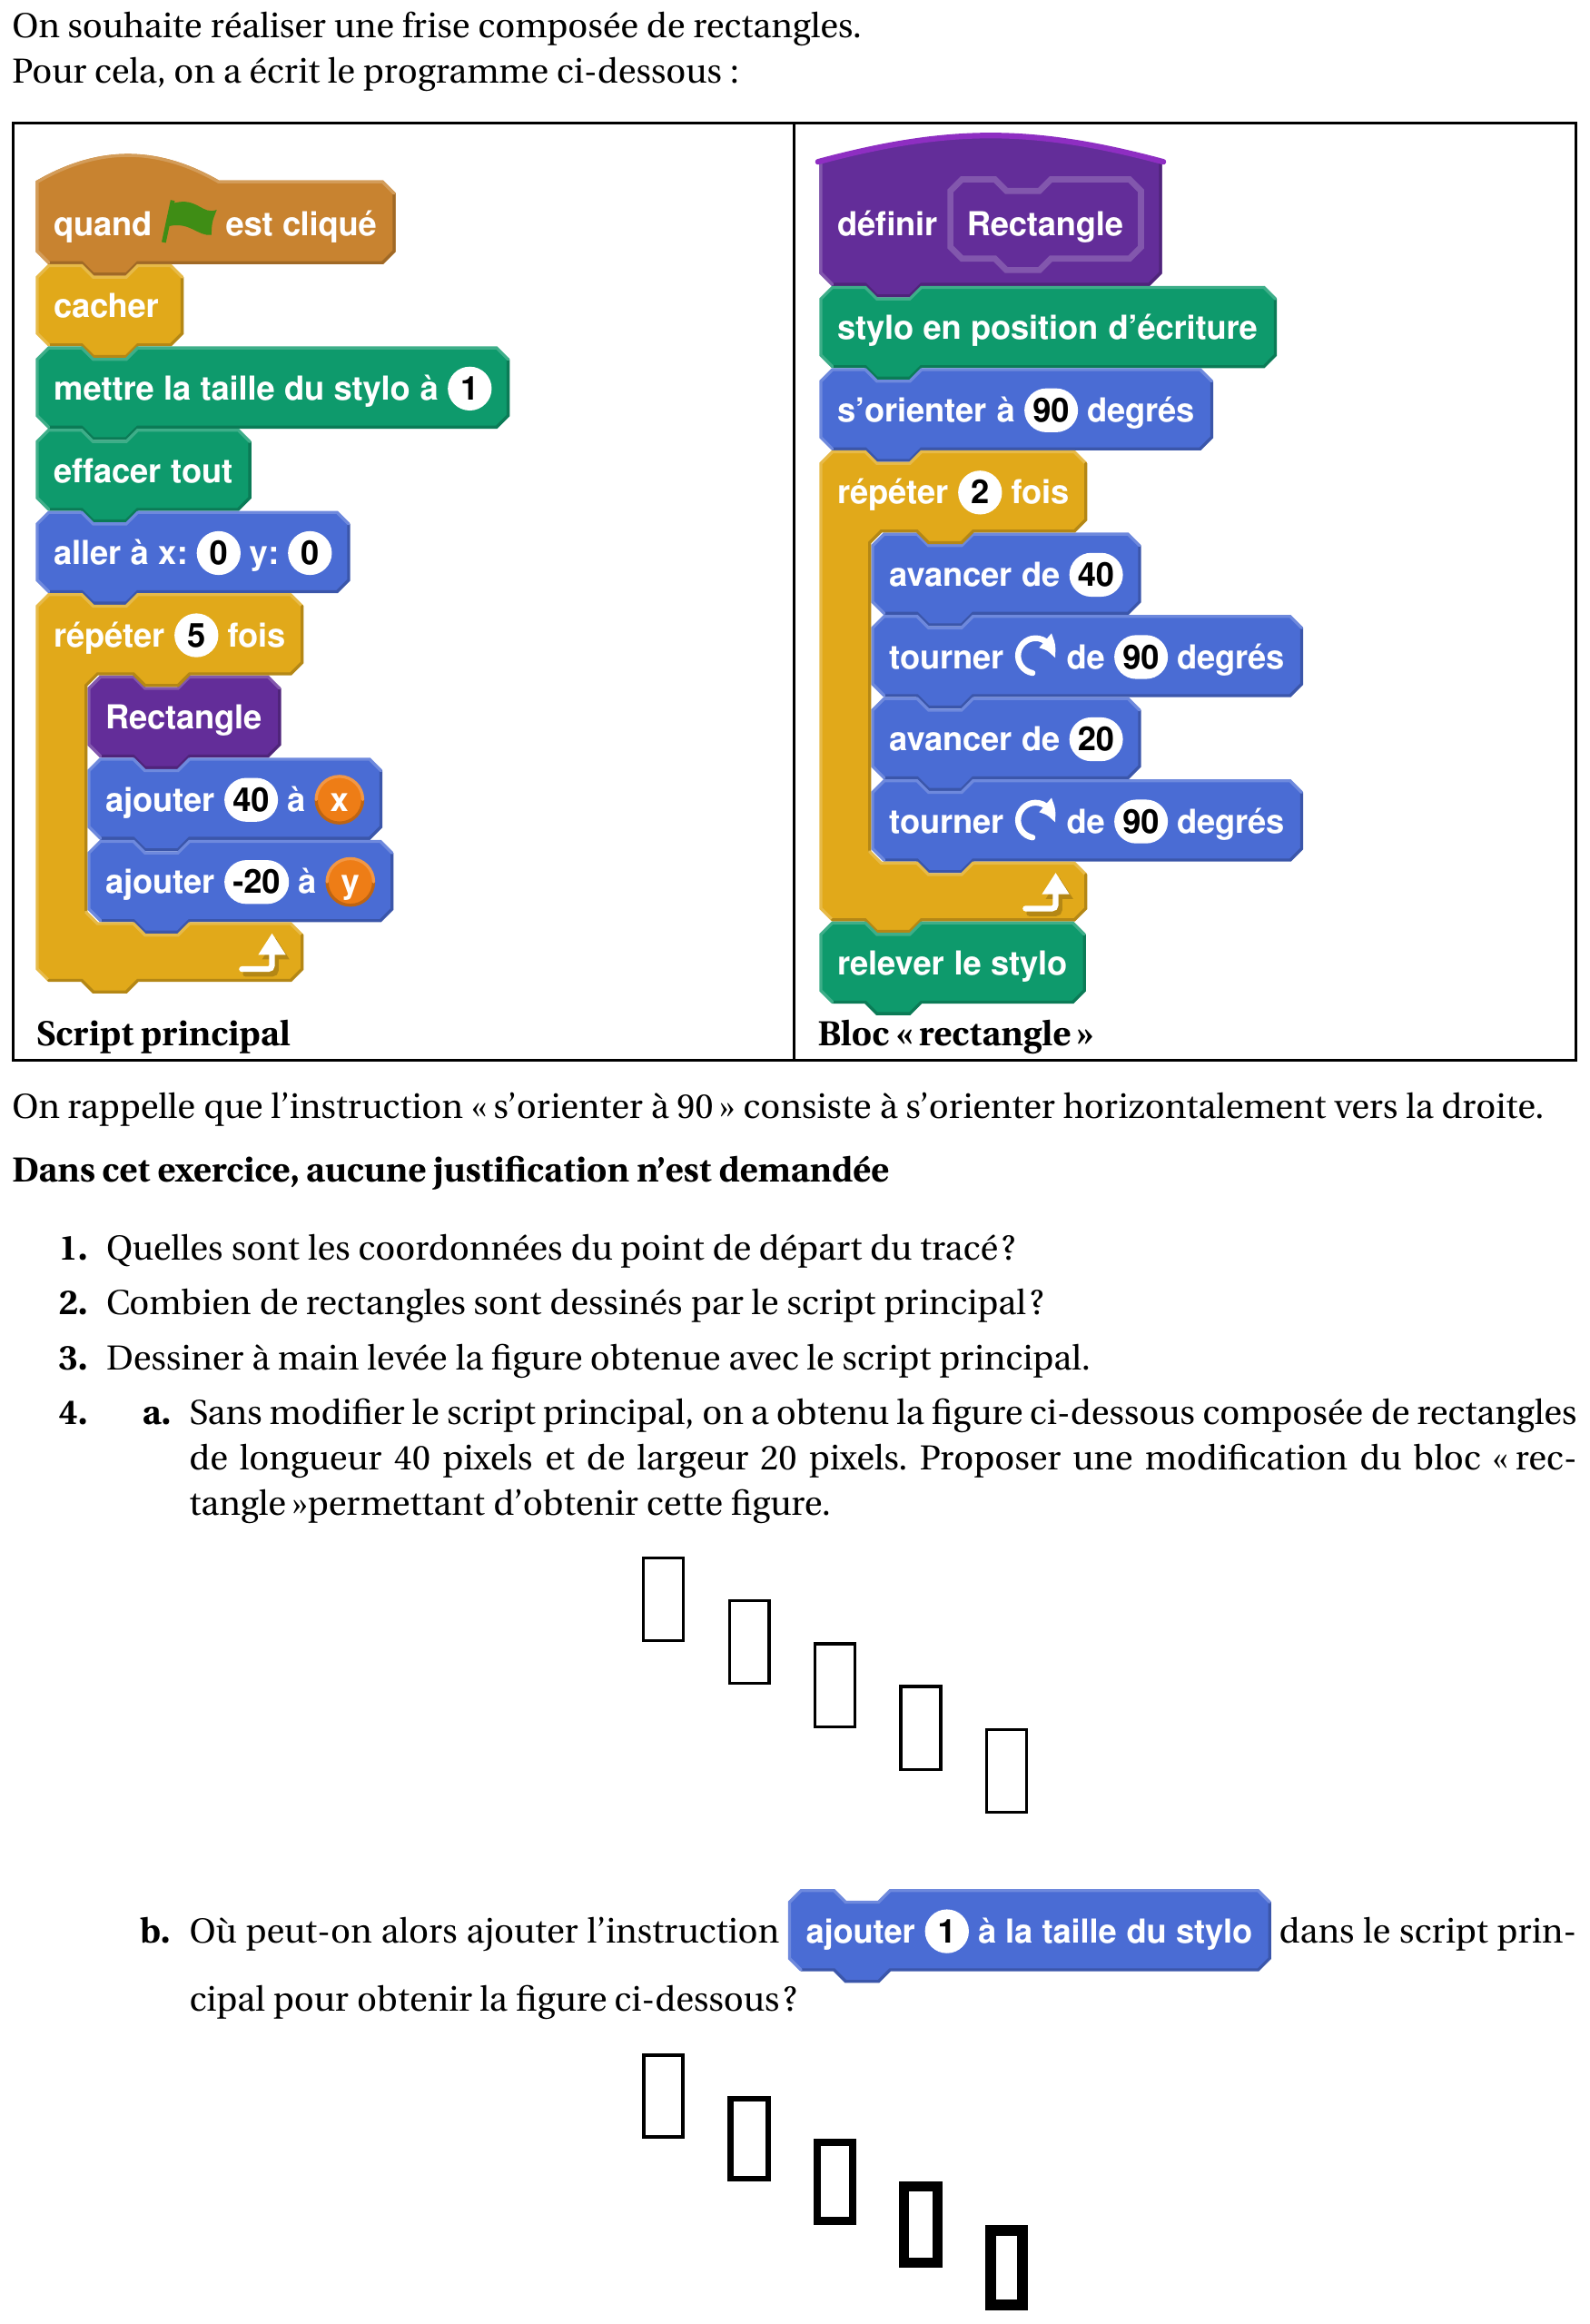 On souhaite réaliser une frise composée de rectangles.
Pour cela, on a écrit le programme ci-dessous :
quand est cliqué
cacher
mettre la taille du stylo à 1
effacer tout
aller à x: 0 y: 0
répéter 5 fois
Rectangle
ajouter 40 à x
ajouter -20 à y
Script principal
définir Rectangle
stylo en position d’écriture
s’orienter à 90 degrés
répéter 2 fois
avancer de 40
tourner de 90 degrés
avancer de 20
tourner de 90 degrés
relever le stylo
Bloc « rectangle »
On rappelle que l’instruction « s’orienter à 90 » consiste à s’orienter horizontalement vers la droite.
Dans cet exercice, aucune justification n’est demandée
1. Quelles sont les coordonnées du point de départ du tracé ?
2. Combien de rectangles sont dessinés par le script principal ?
3. Dessiner à main levée la figure obtenue avec le script principal.
4. a. Sans modifier le script principal, on a obtenu la figure ci-dessous composée de rectangles
de longueur 40 pixels et de largeur 20 pixels. Proposer une modification du bloc « rec-
tangle »permettant d’obtenir cette figure.
b. Où peut-on alors ajouter l’instruction ajouter 1 à la taille du stylo dans le script prin-
cipal pour obtenir la figure ci-dessous ?